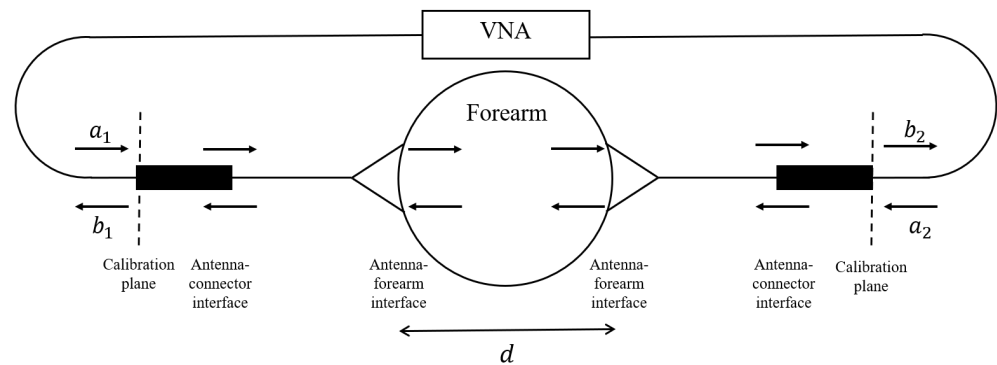 VNA
Forearm
a₁
b₂
b₁
a₂
Calibration
plane
Antenna-
connector
interface
Antenna-
forearm
interface
Antenna-
forearm
interface
Antenna-
connector
interface
Calibration
plane
d